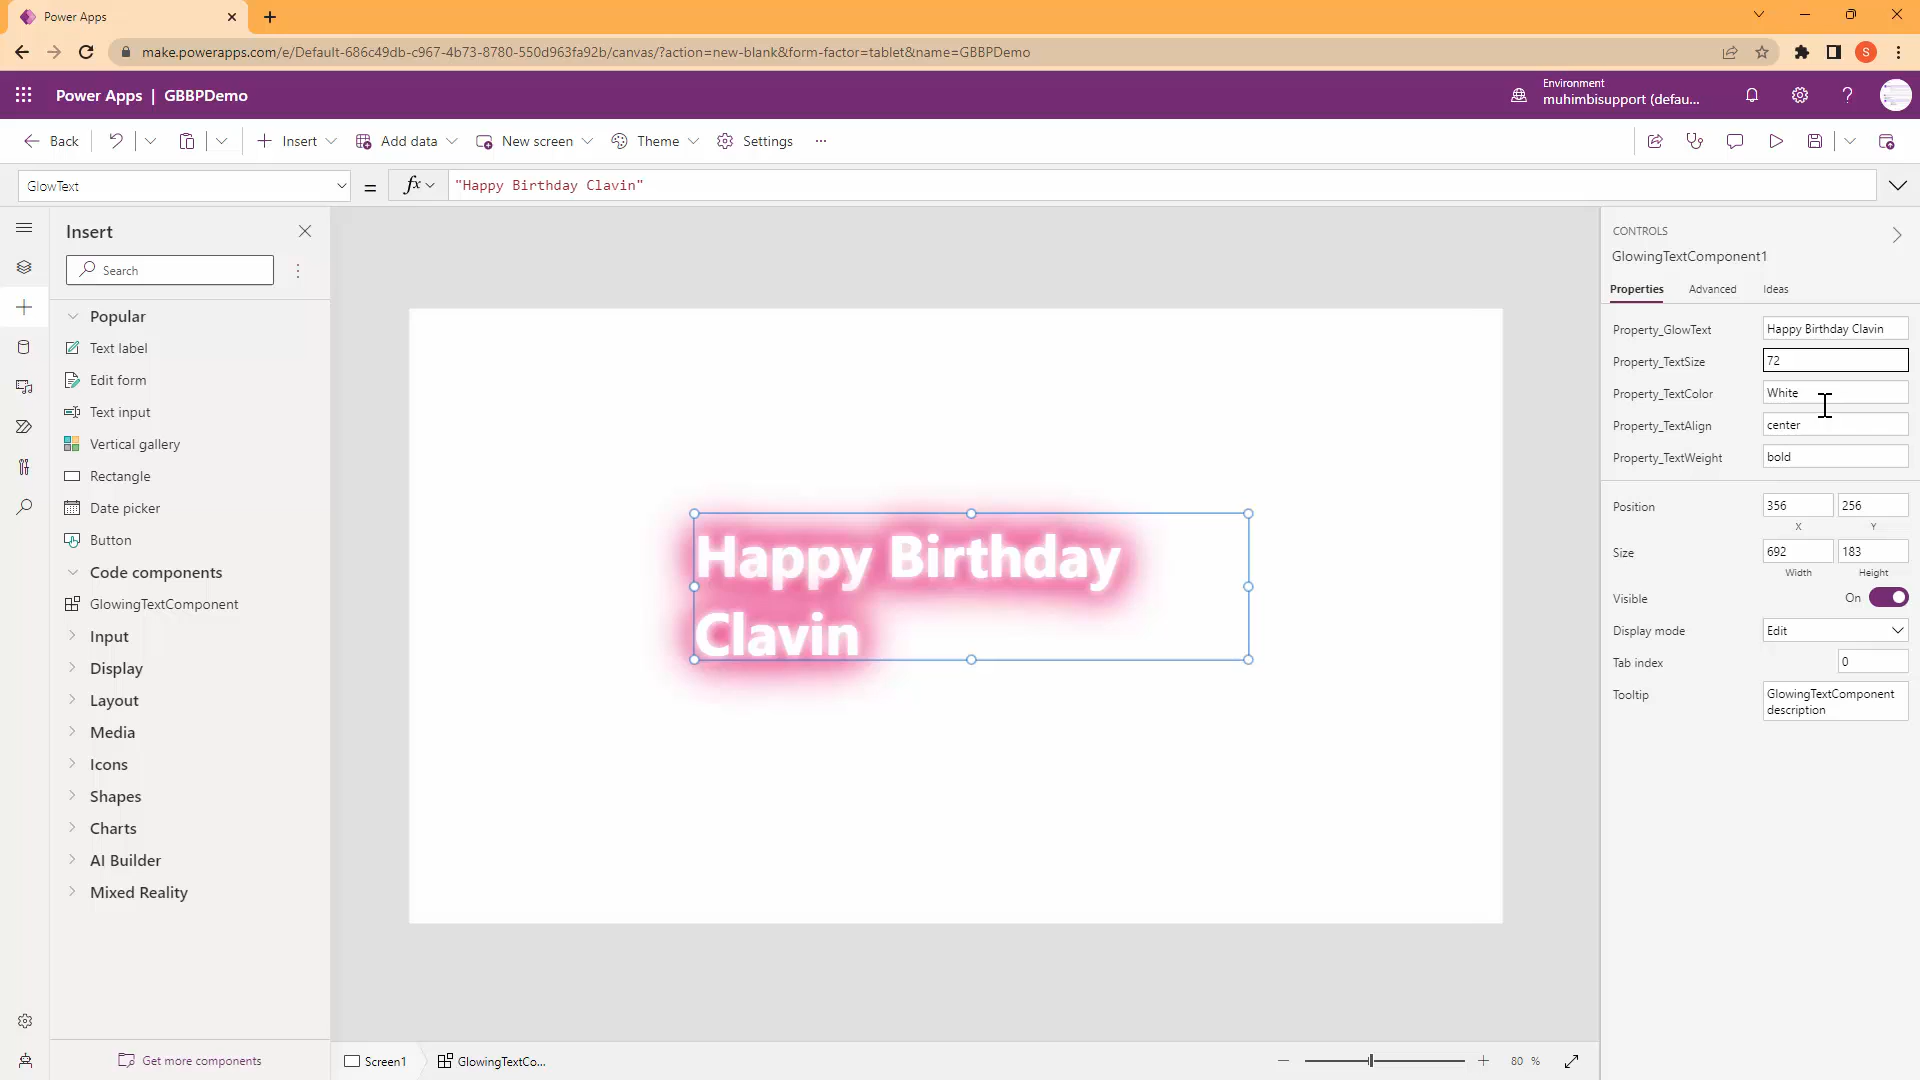 Power Apps
make.powerapps.com/e/Default-686c49db-c967-4b73-8780-550d963fa92b/canvas/?action=new-blank&form-factor=tablet&name=GBBPDemo
S
Power Apps | GBBPDemo
Environment
muhimbisupport (defau...
?
Back
Insert
Add data
New screen
Theme
Settings
...
GlowText
=
fx
"Happy Birthday Clavin"
Insert
Search
Popular
Text label
Edit form
Text input
Vertical gallery
Rectangle
Date picker
Button
Code components
GlowingTextComponent
Input
Display
Layout
Media
Icons
Shapes
Charts
AI Builder
Mixed Reality
Get more components
Happy Birthday
Clavin
CONTROLS
GlowingTextComponent1
Properties
Advanced
Ideas
Property_GlowText
Happy Birthday Clavin
Property_TextSize
72
Property_TextColor
White
Property_TextAlign
center
Property_TextWeight
bold
Position
356
256
X
Y
Size
692
183
Width
Height
Visible
On
Display mode
Edit
Tab index
0
Tooltip
GlowingTextComponent
description
Screen1
GlowingTextCo...
80 %